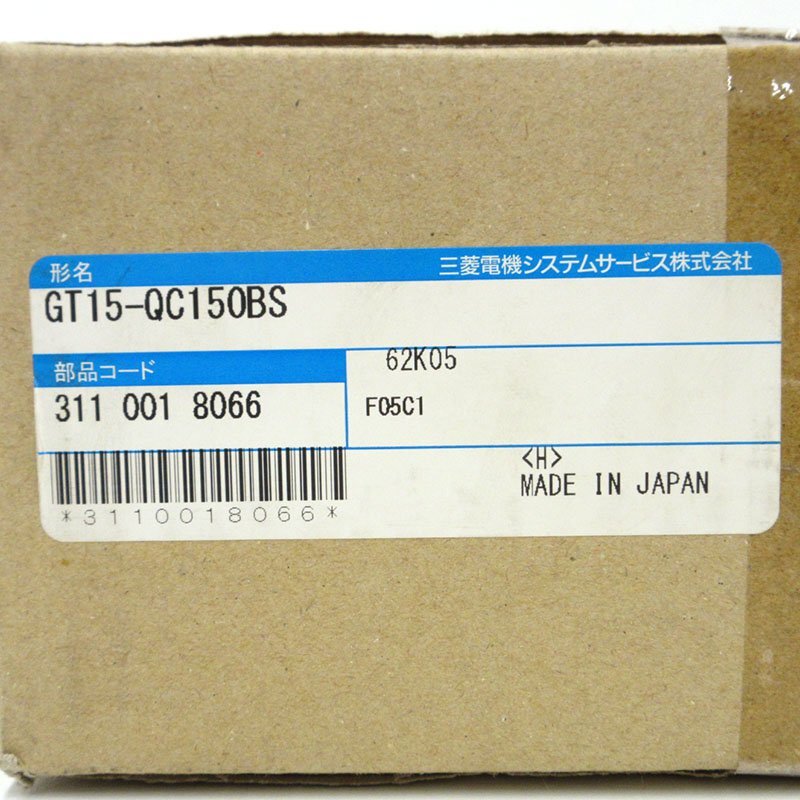 形名
三菱電機システムサービス株式会社
GT15-QC150BS
部品コード
62K05
311 001 8066
F05C1
<H>
MADE IN JAPAN
*3110018066*